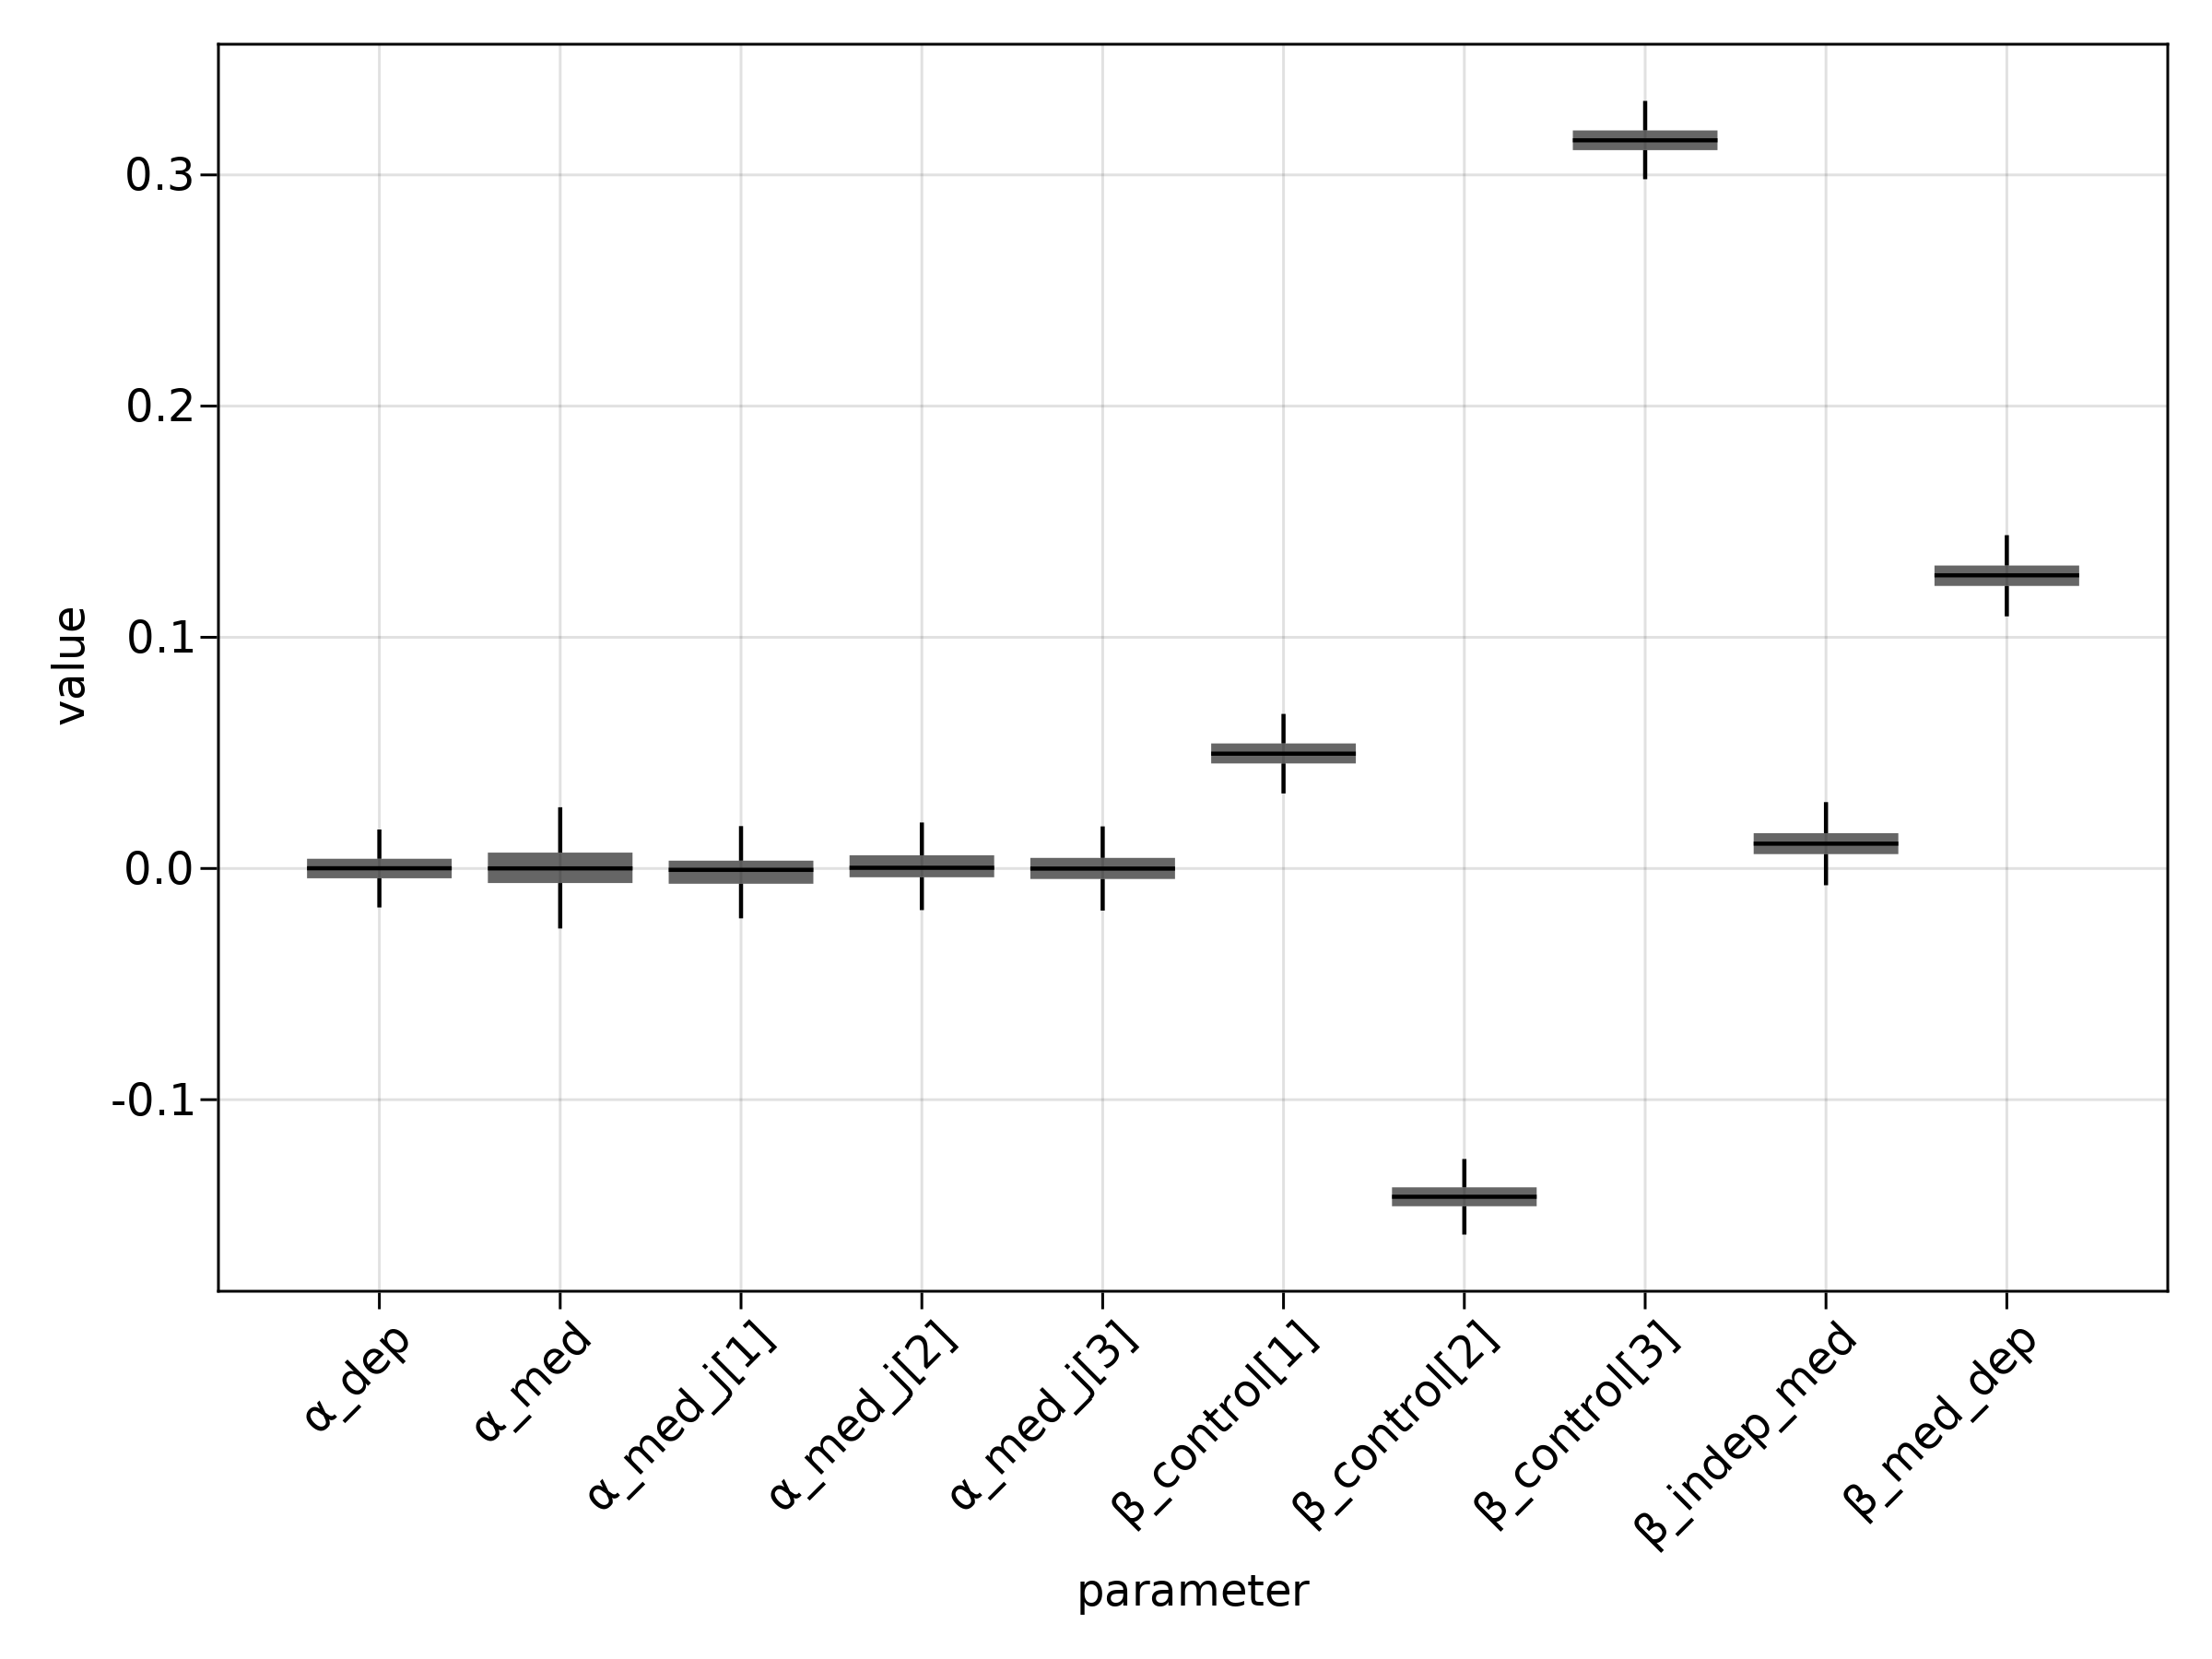 0.3
0.2
0.1
0.0
-0.1
value
α_dep
α_med
α_med_j[1]
α_med_j[2]
α_med_j[3]
β_control[1]
β_control[2]
β_control[3]
β_indep_med
β_med_dep
parameter